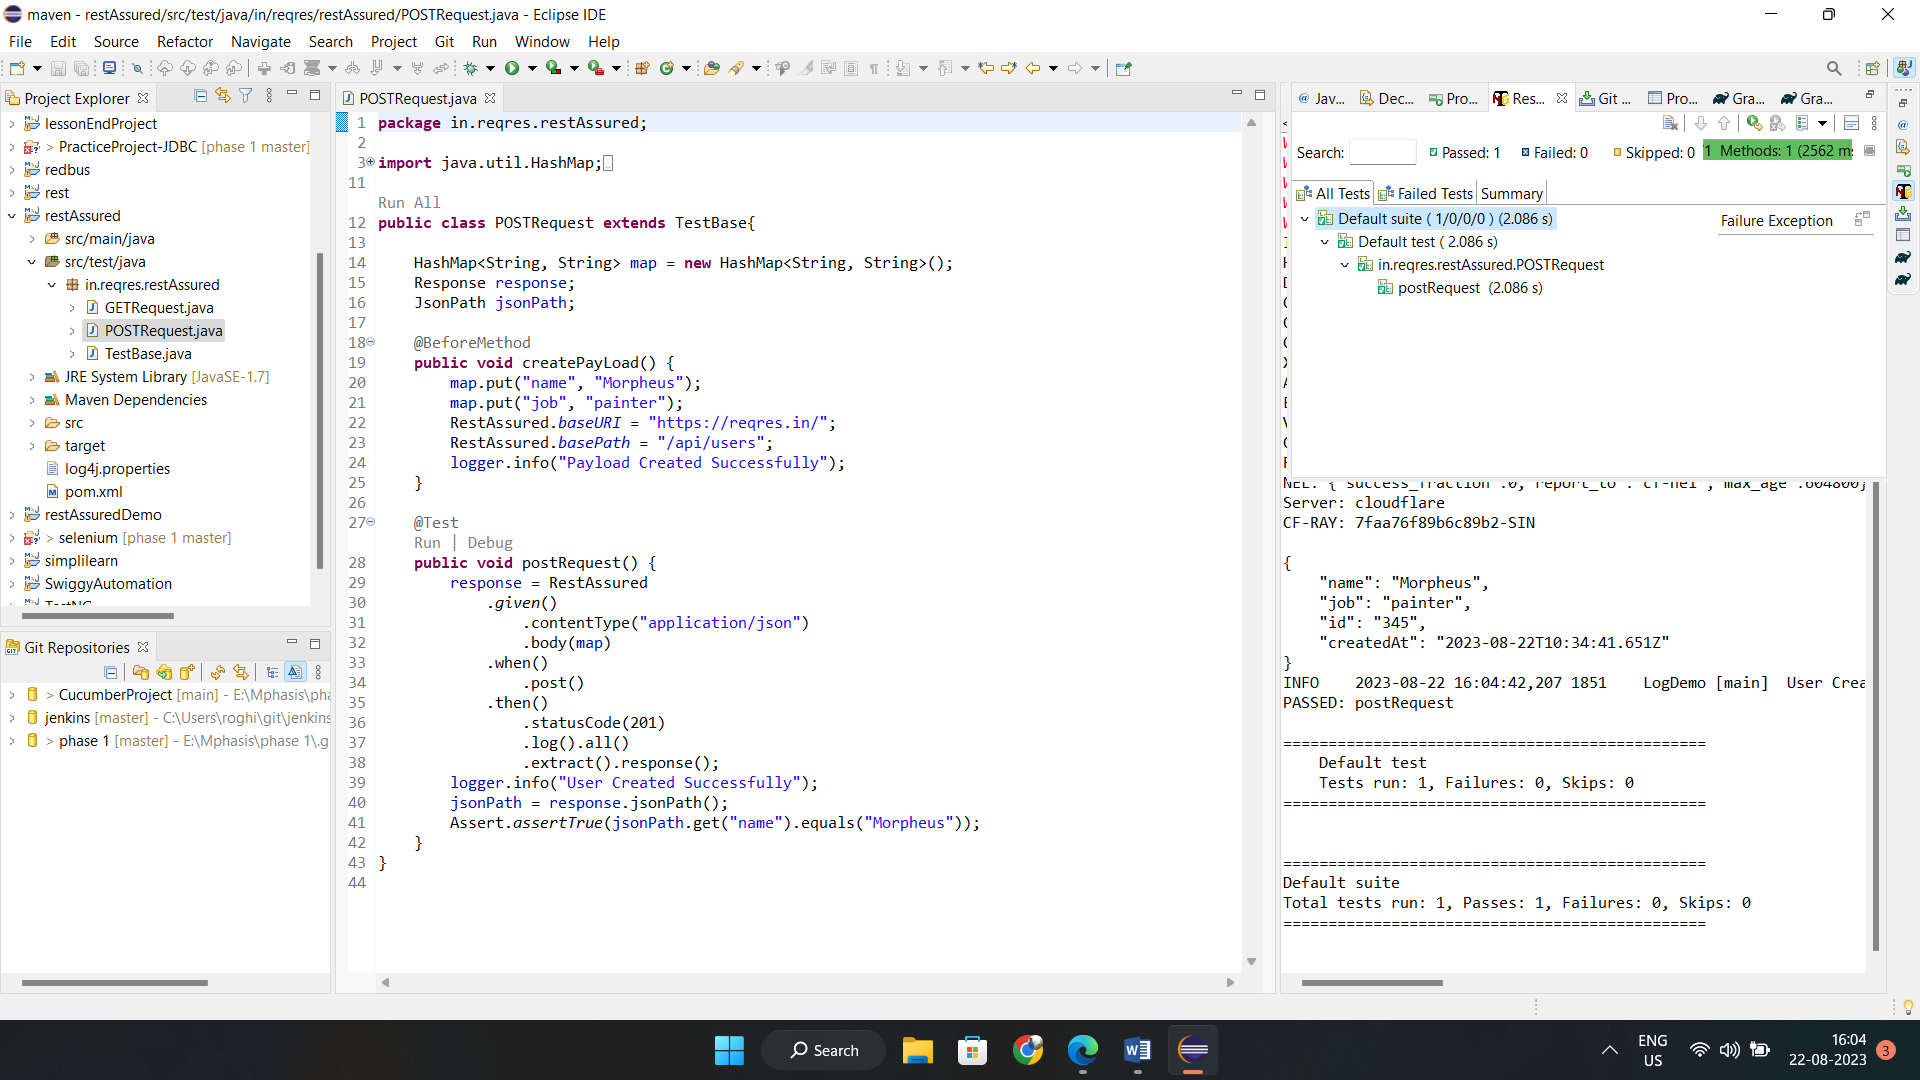 maven - restAssured/src/test/java/in/reqres/restAssured/POSTRequest.java - Eclipse IDE
File Edit Source Refactor Navigate Search Project Git Run Window Help
Project Explorer
lessonEndProject
> PracticeProject-JDBC [phase 1 master]
redbus
rest
restAssured
src/main/java
src/test/java
in.reqres.restAssured
GETRequest.java
POSTRequest.java
TestBase.java
JRE System Library [JavaSE-1.7]
Maven Dependencies
src
target
log4j.properties
pom.xml
restAssuredDemo
> selenium [phase 1 master]
simplilearn
SwiggyAutomation
TestNG
Git Repositories
> CucumberProject [main] - E:\Mphasis\pha
jenkins [master] - C:\Users\roghi\git\jenkins
> phase 1 [master] - E:\Mphasis\phase 1\.g
POSTRequest.java
1 package in.reqres.restAssured;
2
3 import java.util.HashMap;
11
Run All
12 public class POSTRequest extends TestBase{
13
14 HashMap<String, String> map = new HashMap<String, String>();
15 Response response;
16 JsonPath jsonPath;
17
18 @BeforeMethod
19 public void createPayLoad() {
20 map.put("name", "Morpheus");
21 map.put("job", "painter");
22 RestAssured.baseURI = "https://reqres.in/";
23 RestAssured.basePath = "/api/users";
24 logger.info("Payload Created Successfully");
25 }
26
27 @Test
Run | Debug
28 public void postRequest() {
29 response = RestAssured
30 .given()
31 .contentType("application/json")
32 .body(map)
33 .when()
34 .post()
35 .then()
36 .statusCode(201)
37 .log().all()
38 .extract().response();
39 logger.info("User Created Successfully");
40 jsonPath = response.jsonPath();
41 Assert.assertTrue(jsonPath.get("name").equals("Morpheus"));
42 }
43 }
44
Jav... Dec... Pro... Res... Git ... Pro... Gra... Gra...
Search: Passed: 1 Failed: 0 Skipped: 0 Methods: 1 (2562 ms
All Tests Failed Tests Summary
Default suite ( 1/0/0/0 ) (2.086 s)
Failure Exception
Default test ( 2.086 s)
in.reqres.restAssured.POSTRequest
postRequest (2.086 s)
NEL: {"success_fraction":0,"report_to":"cf-nel","max_age":604800}
Server: cloudflare
CF-RAY: 7faa76f89b6c89b2-SIN
{
"name": "Morpheus",
"job": "painter",
"id": "345",
"createdAt": "2023-08-22T10:34:41.651Z"
}
INFO 2023-08-22 16:04:42,207 1851 LogDemo [main] User Crea
PASSED: postRequest
===============================================
Default test
Tests run: 1, Failures: 0, Skips: 0
===============================================
===============================================
Default suite
Total tests run: 1, Passes: 1, Failures: 0, Skips: 0
===============================================
Search
ENG
US
16:04
22-08-2023
3